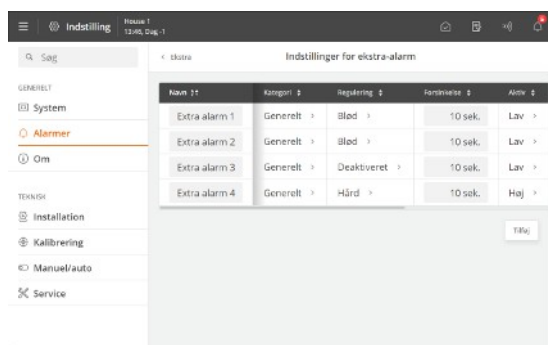 Indstilling
House 1
13:46, Dag -1
Søg
‹ Ekstra
Indstillinger for ekstra-alarm
GENERELT
System
Alarmer
Om
TEKNISK
Installation
Kalibrering
Manuel/auto
Service
Navn Kategori Regulering Forsinkelse Aktiv
Extra alarm 1 Generelt › Blød › 10 sek. Lav ›
Extra alarm 2 Generelt › Blød › 10 sek. Lav ›
Extra alarm 3 Generelt › Deaktiveret › 10 sek. Lav ›
Extra alarm 4 Generelt › Hård › 10 sek. Høj ›
Tilføj